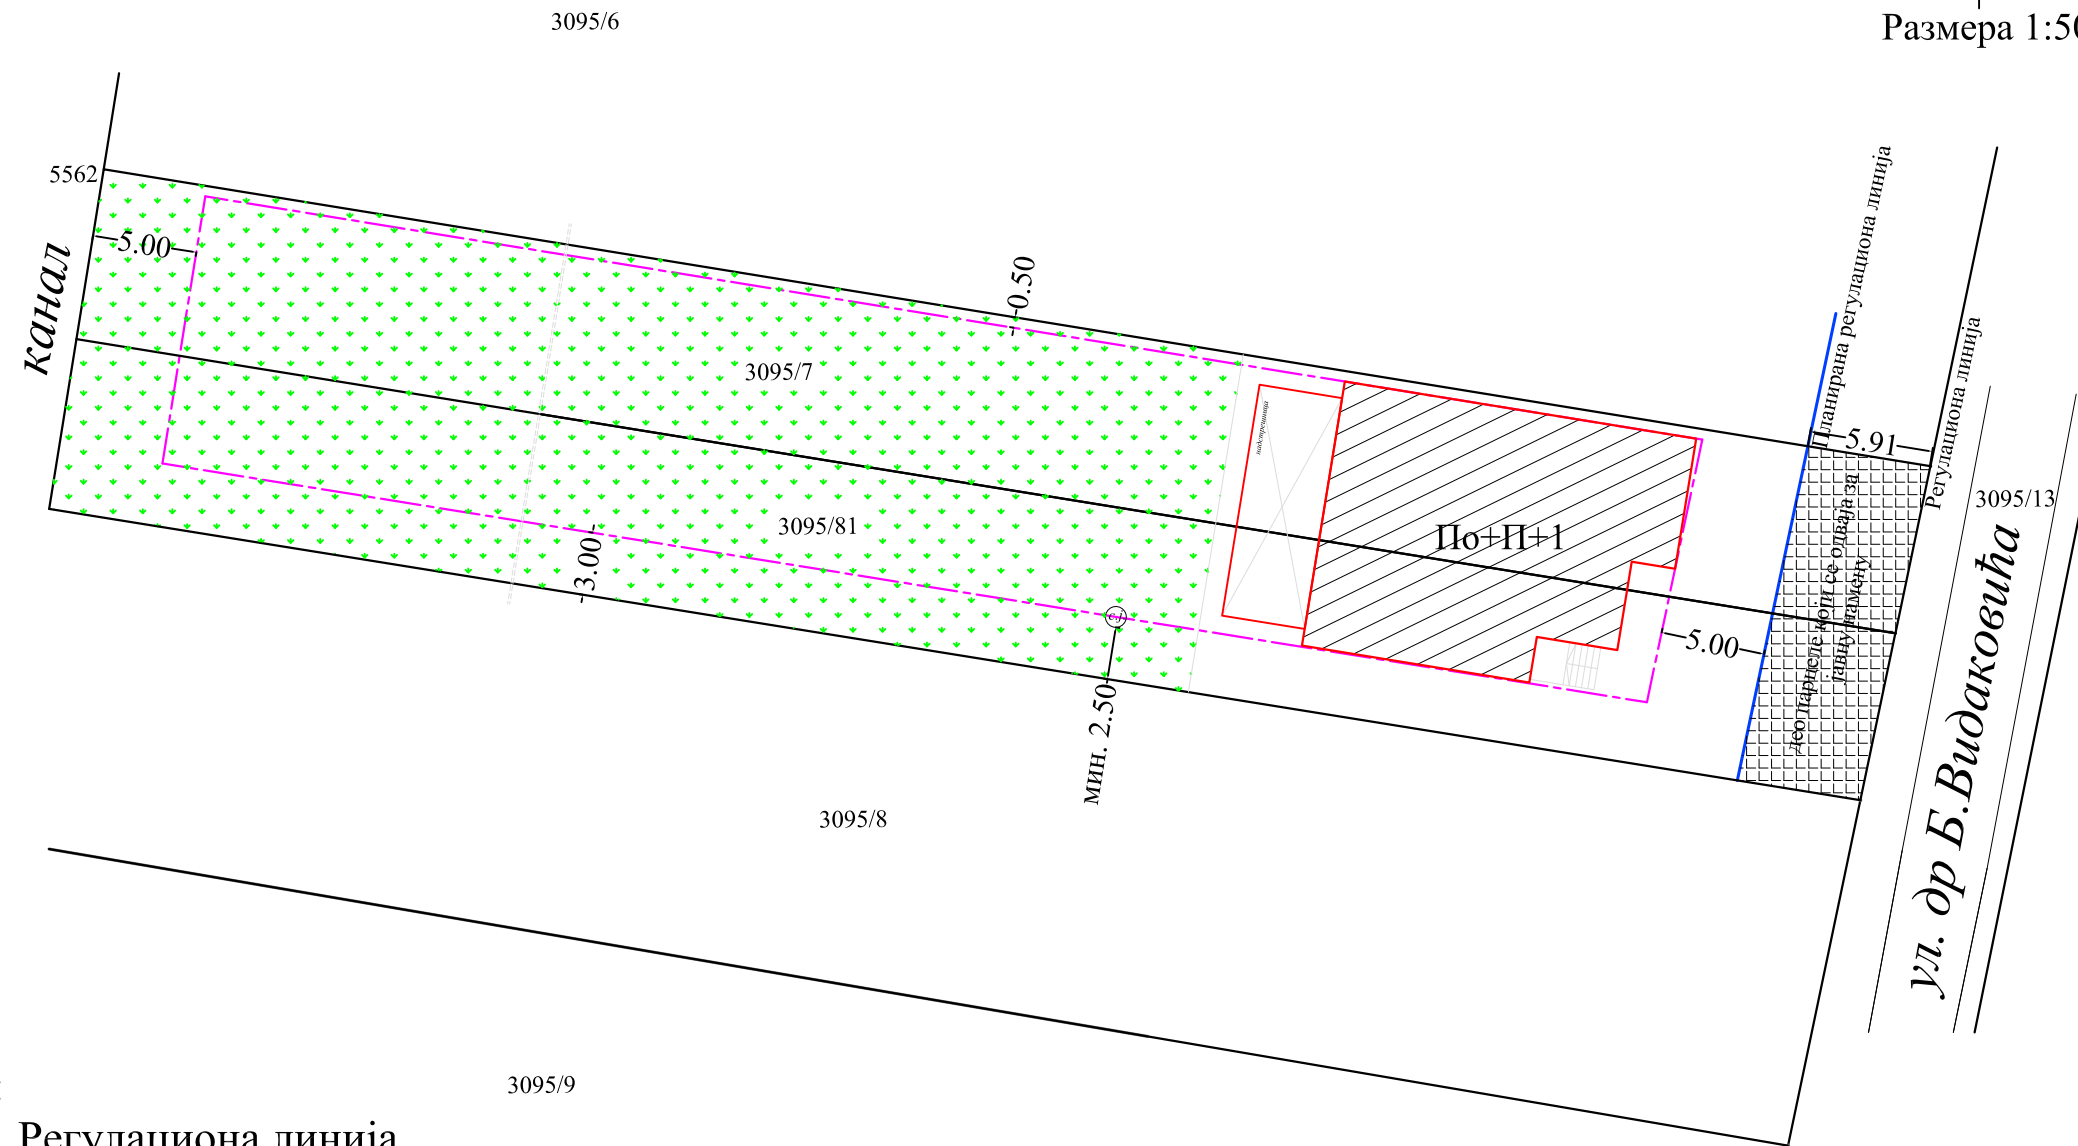 3095/6
Размера 1:50
5562
5.00
канал
0.50
3095/7
надстрешница
Планирана регулациона линија
5.91
Регулациона линија
3095/13
3095/81
По+П+1
3.00
5.00
део парцеле који се одваја за
јавну намену
мин. 2.50
ул. др Б.Видаковића
3095/8
3095/9
Регулациона линија